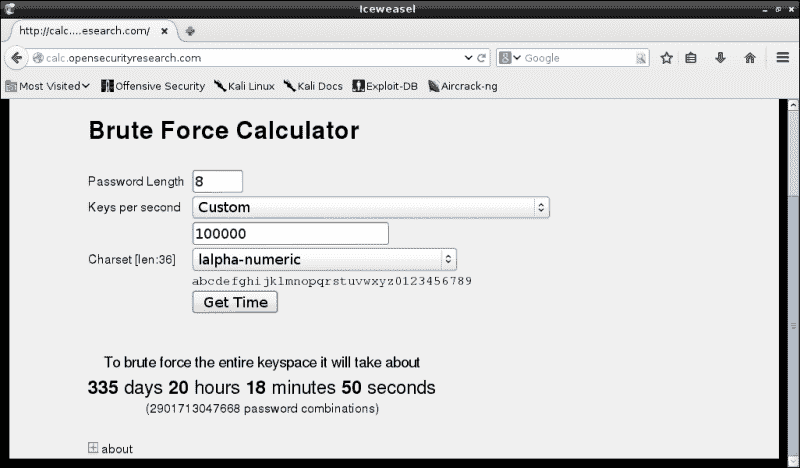 Iceweasel
http://calc....esearch.com/
calc.opensecurityresearch.com
Google
Most Visited Offensive Security Kali Linux Kali Docs Exploit-DB Aircrack-ng
Brute Force Calculator
Password Length 8
Keys per second Custom
100000
Charset [len:36] lalpha-numeric
abcdefghijklmnopqrstuvwxyz0123456789
Get Time
To brute force the entire keyspace it will take about
335 days 20 hours 18 minutes 50 seconds
(2901713047668 password combinations)
about